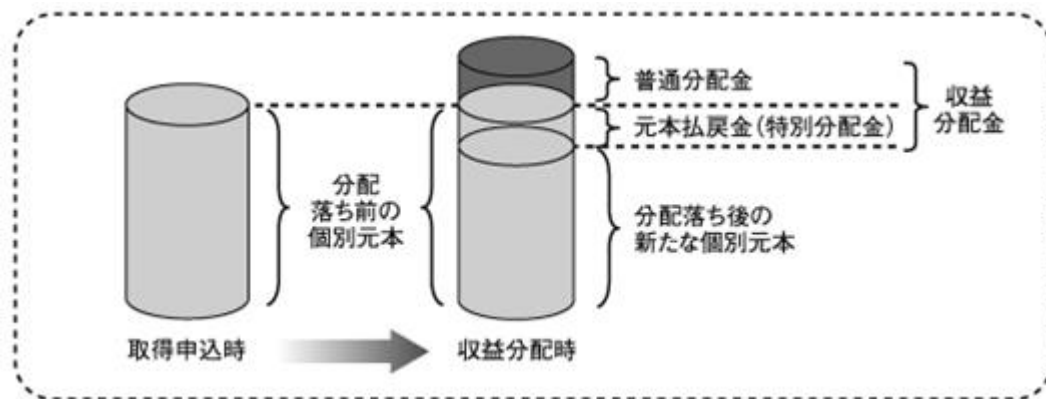 普通分配金
収益
分配金
元本払戻金(特別分配金)
分配
落ち前の
個別元本
分配落ち後の
新たな個別元本
取得申込時
収益分配時